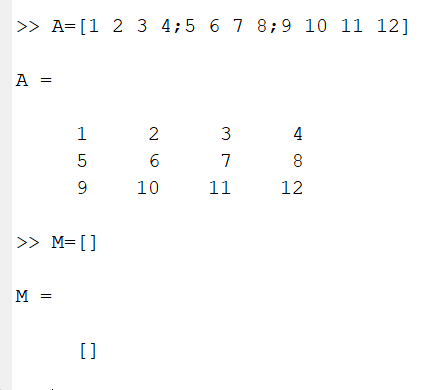 >> A=[1 2 3 4;5 6 7 8;9 10 11 12]
A =
1 2 3 4
5 6 7 8
9 10 11 12
>> M=[]
M =
[]